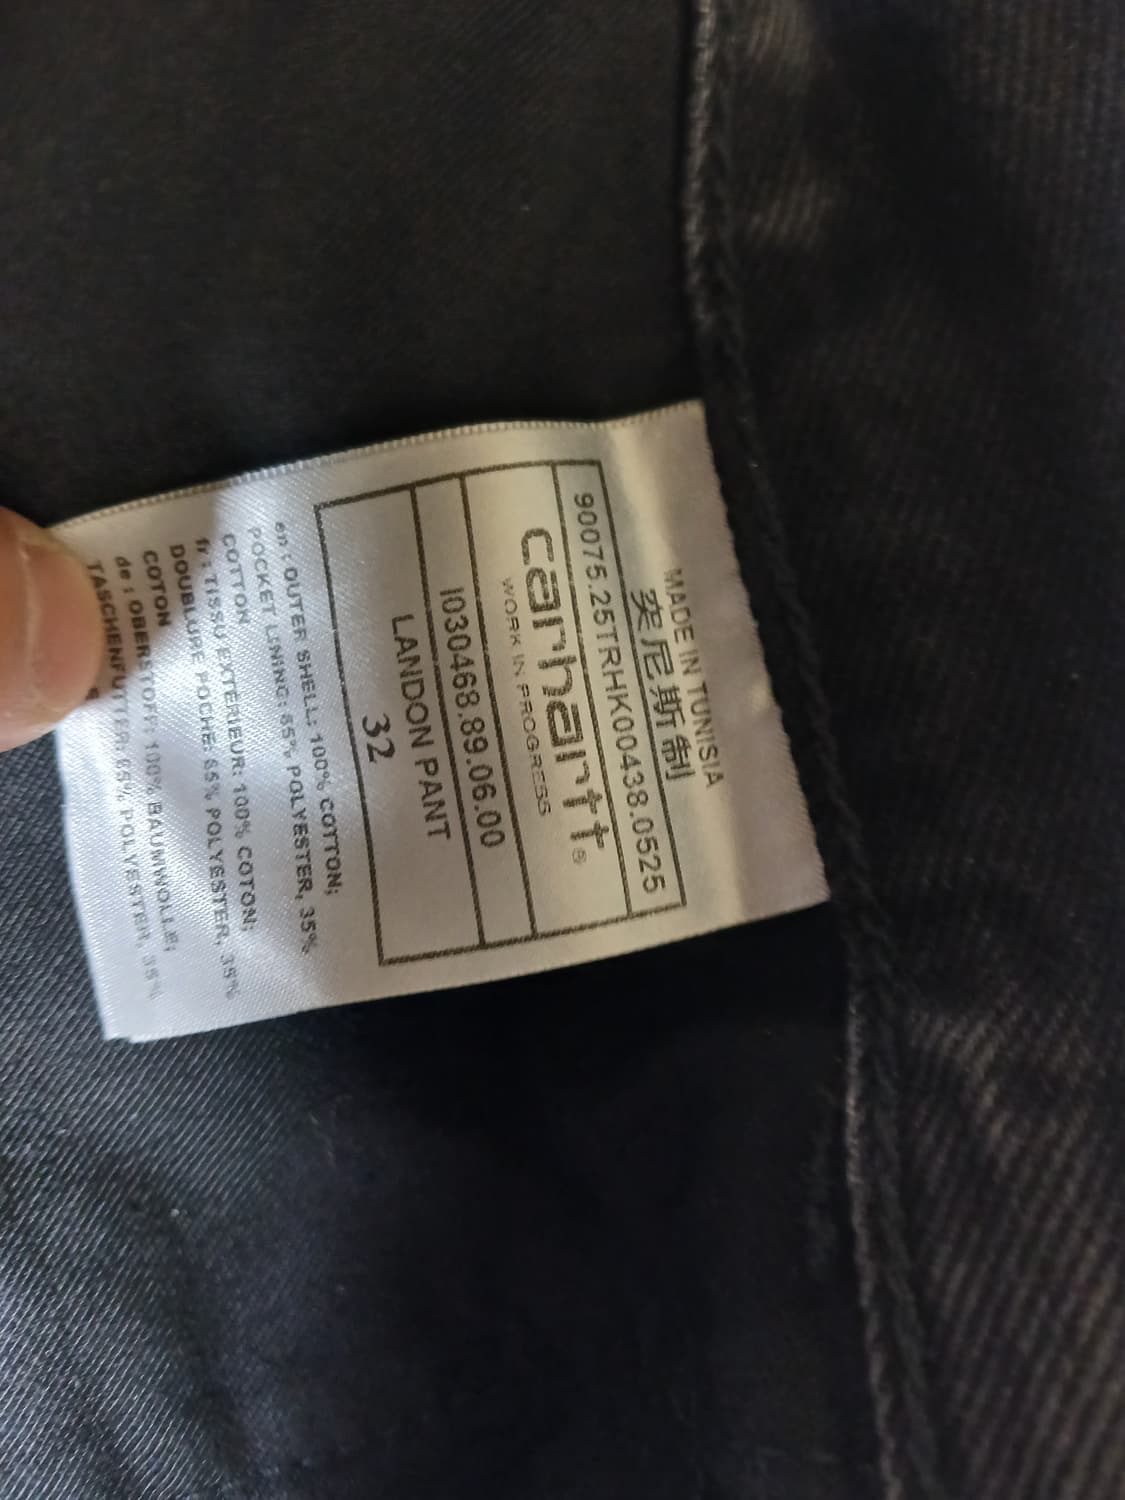 MADE IN TUNISIA
突尼斯 制
90075.25TRHK00438.0525
carhartt®
WORK IN PROGRESS
I030468.89.06.00
LANDON PANT
32
en : OUTER SHELL: 100% COTTON;
POCKET LINING: 65% POLYESTER, 35%
COTTON
fr : TISSU EXTERIEUR: 100% COTON;
DOUBLURE POCHE: 65% POLYESTER, 35%
COTON
de : OBERSTOFF: 100% BAUMWOLLE;
TASCHENFUTTER: 65% POLYESTER, 35%